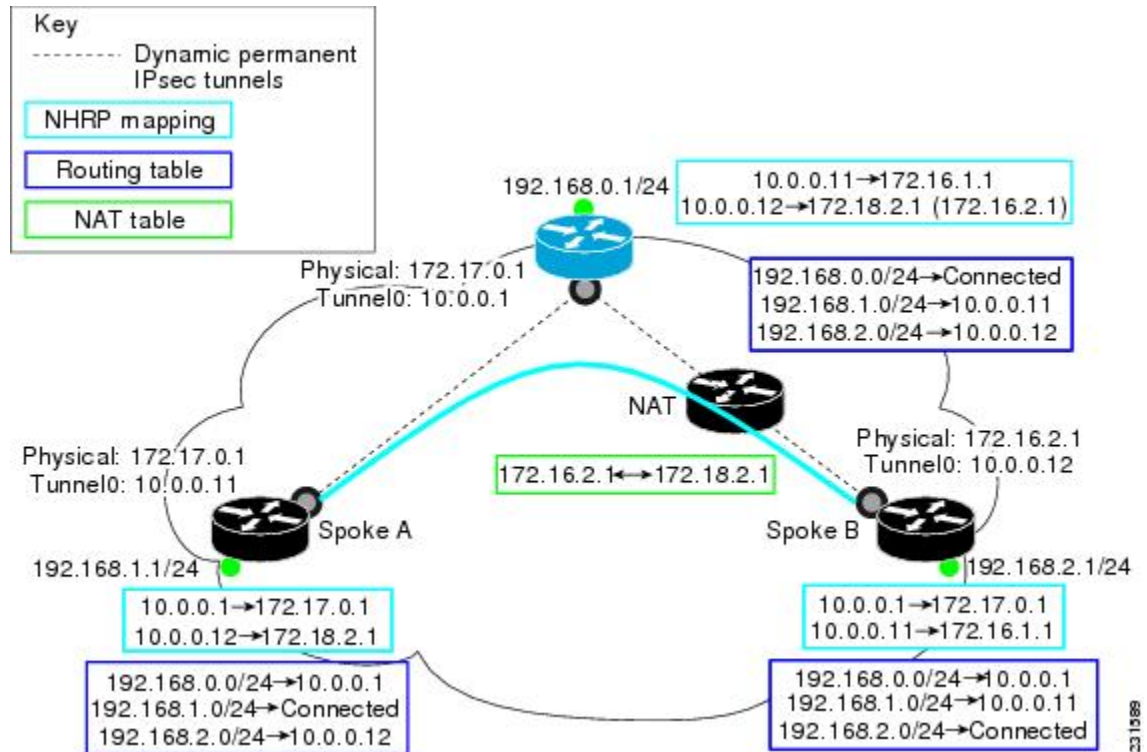 Key
Dynamic permanent
IPsec tunnels
NHRP mapping
Routing table
NAT table
192.168.0.1/24
10.0.0.11→172.16.1.1
10.0.0.12→172.18.2.1 (172.16.2.1)
Physical: 172.17.0.1
Tunnel0: 10.0.0.1
192.168.0.0/24→Connected
192.168.1.0/24→10.0.0.11
192.168.2.0/24→10.0.0.12
NAT
Physical: 172.17.0.1
Tunnel0: 10.0.0.11
172.16.2.1↔172.18.2.1
Physical: 172.16.2.1
Tunnel0: 10.0.0.12
Spoke A
Spoke B
192.168.1.1/24
192.168.2.1/24
10.0.0.1→172.17.0.1
10.0.0.12→172.18.2.1
10.0.0.1→172.17.0.1
10.0.0.11→172.16.1.1
192.168.0.0/24→10.0.0.1
192.168.1.0/24→Connected
192.168.2.0/24→10.0.0.12
192.168.0.0/24→10.0.0.1
192.168.1.0/24→10.0.0.11
192.168.2.0/24→Connected
231589